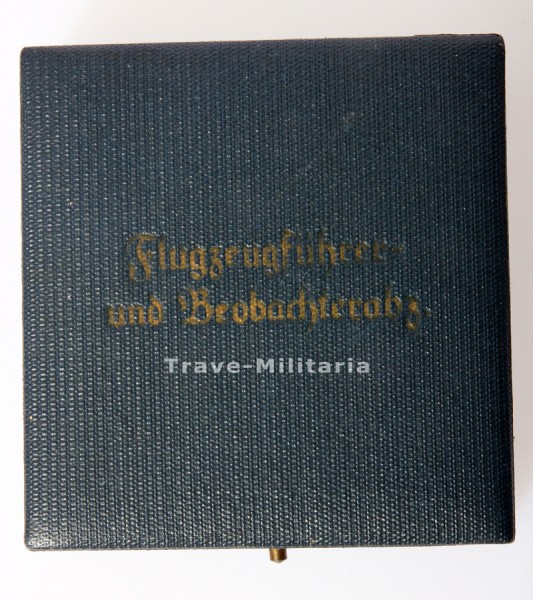 Flugzeugführer-
und Beobachterabz.
Trave-Militaria